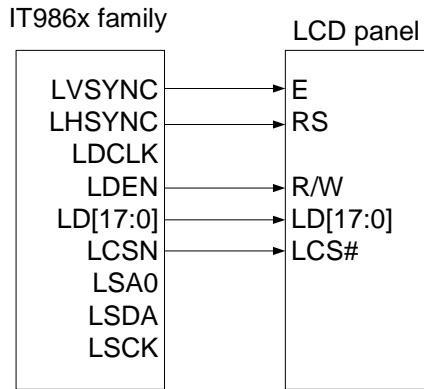 IT986x family
LCD panel
LVSYNC
E
LHSYNC
RS
LDCLK
LDEN
R/W
LD[17:0]
LD[17:0]
LCSN
LCS#
LSA0
LSDA
LSCK